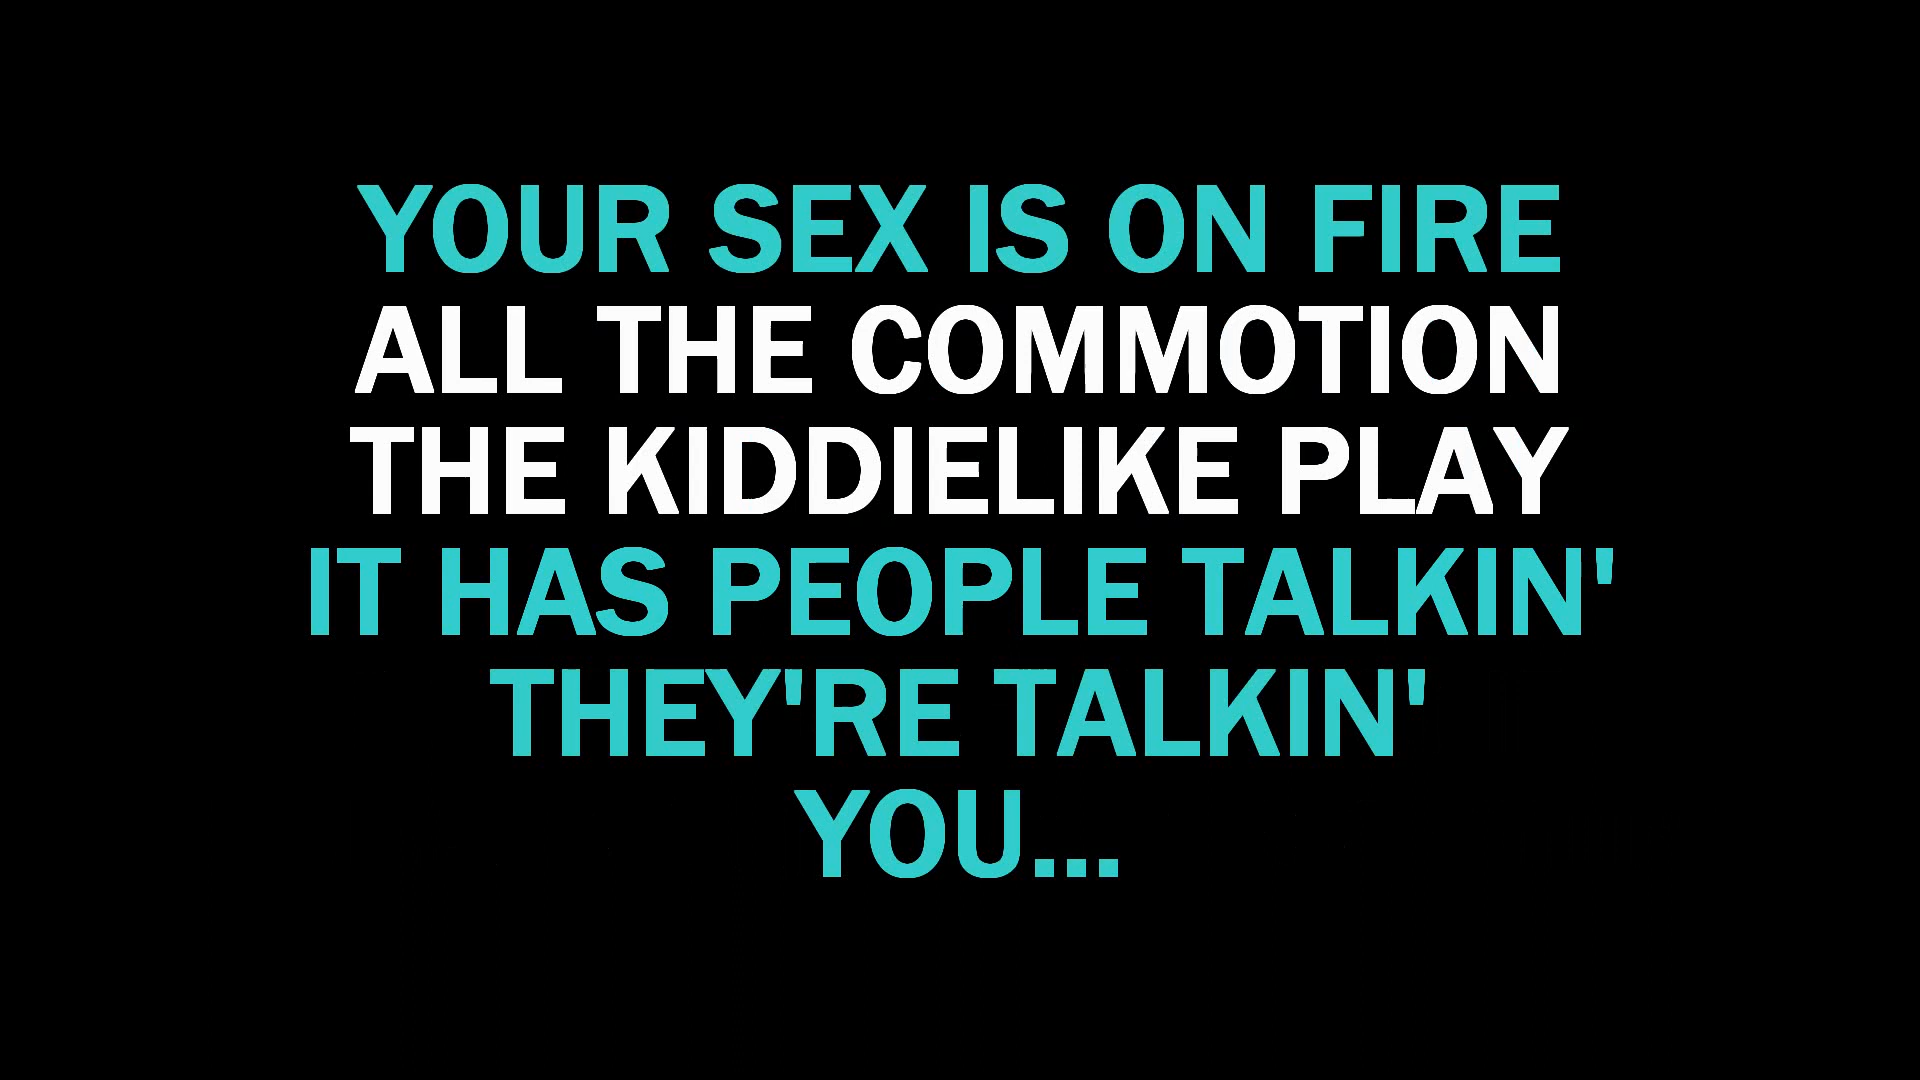 YOUR SEX IS ON FIRE
ALL THE COMMOTION
THE KIDDIELIKE PLAY
IT HAS PEOPLE TALKIN'
THEY'RE TALKIN'
YOU...